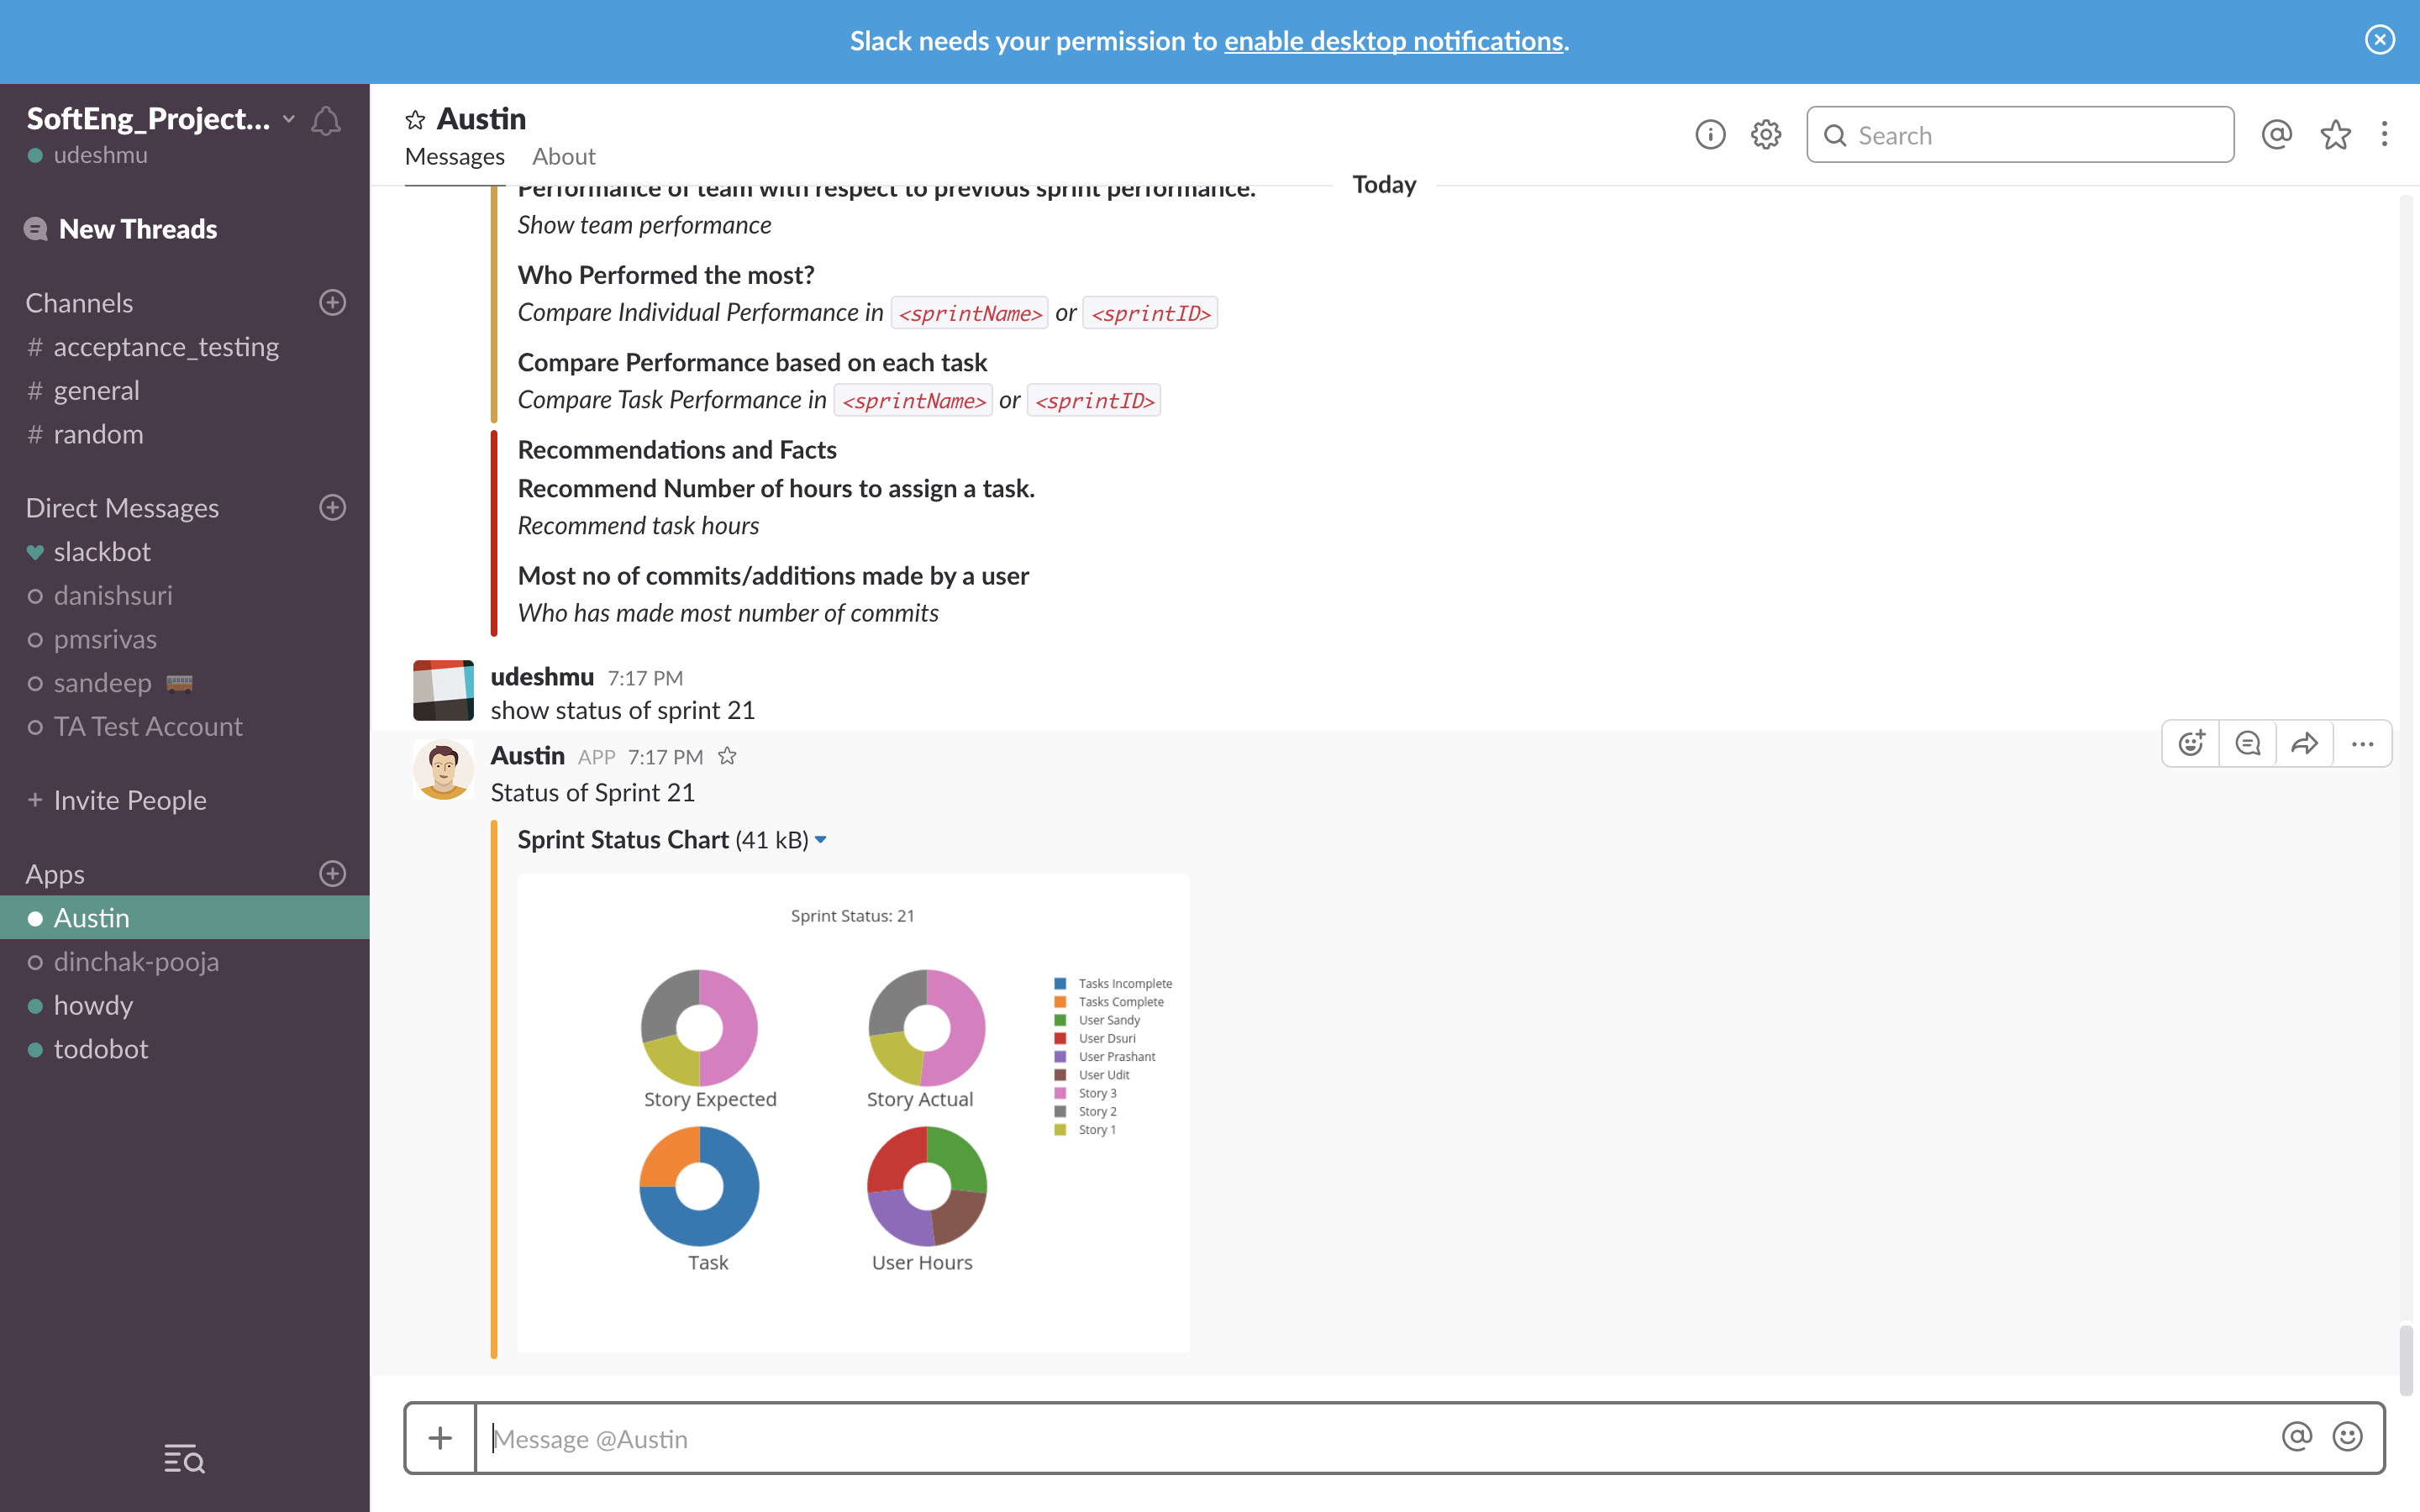 Slack needs your permission to enable desktop notifications.
SoftEng_Project...
udeshmu
New Threads
Channels
# acceptance_testing
# general
# random
Direct Messages
slackbot
danishsuri
pmsrivas
sandeep
TA Test Account
+ Invite People
Apps
Austin
dinchak-pooja
howdy
todobot
Austin
Messages About
Search
Today
Performance of team with respect to previous sprint performance.
Show team performance
Who Performed the most?
Compare Individual Performance in <sprintName> or <sprintID>
Compare Performance based on each task
Compare Task Performance in <sprintName> or <sprintID>
Recommendations and Facts
Recommend Number of hours to assign a task.
Recommend task hours
Most no of commits/additions made by a user
Who has made most number of commits
udeshmu 7:17 PM
show status of sprint 21
Austin APP 7:17 PM
Status of Sprint 21
Sprint Status Chart (41 kB)
Sprint Status: 21
Story Expected
Story Actual
Task
User Hours
Tasks Incomplete
Tasks Complete
User Sandy
User Dsuri
User Prashant
User Udit
Story 3
Story 2
Story 1
Message @Austin